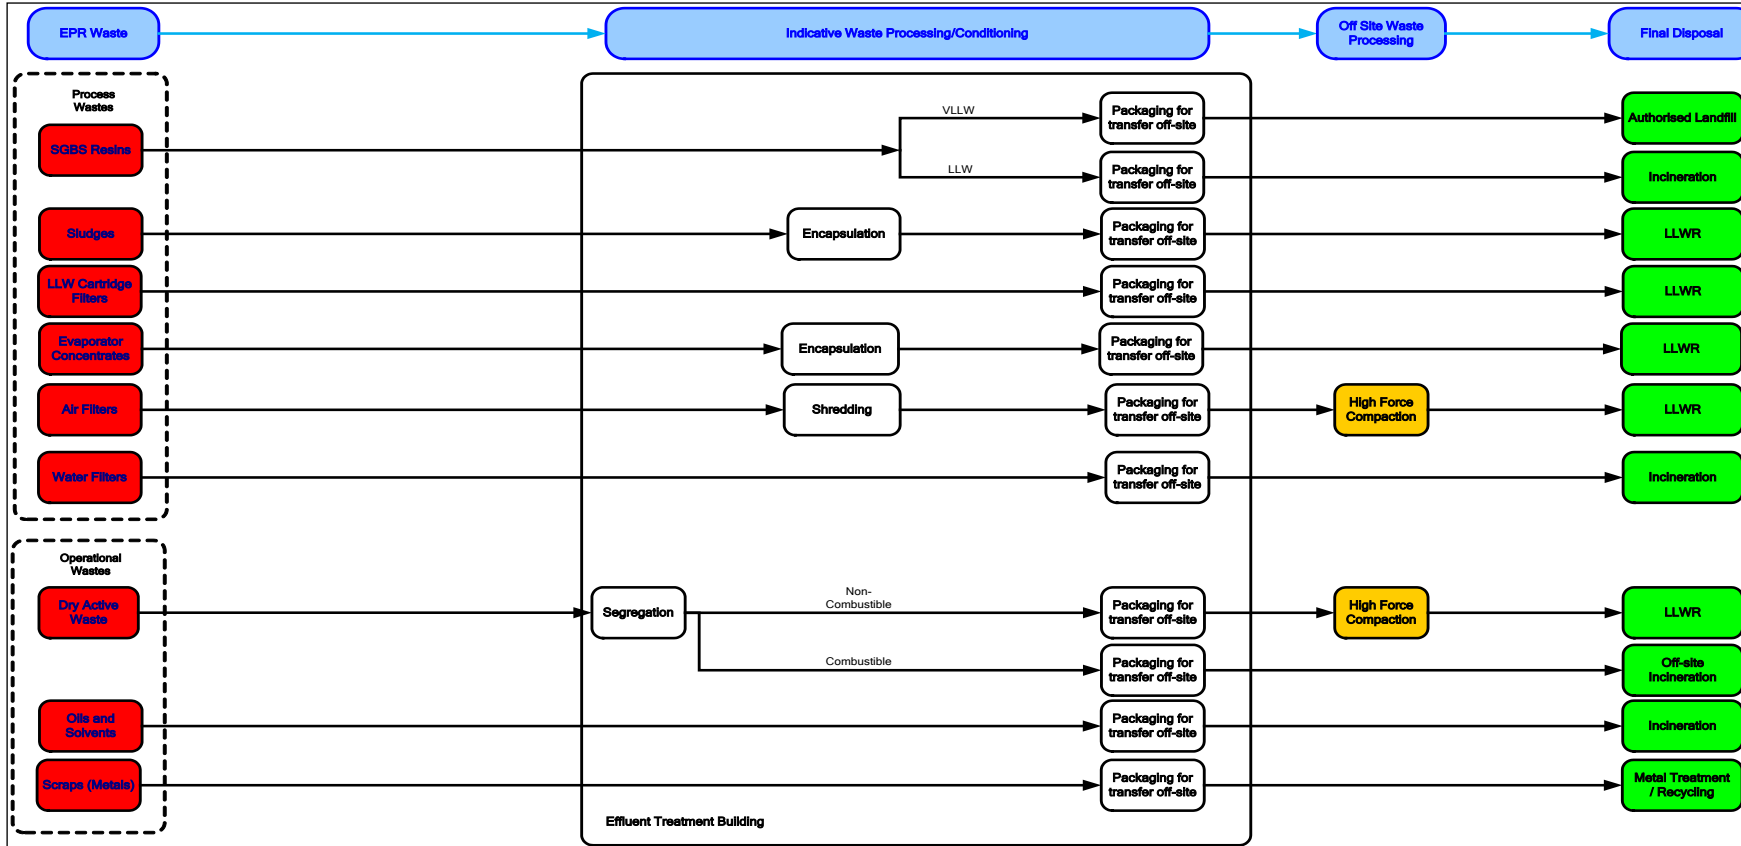 EPR Waste
Indicative Waste Processing/Conditioning
Off Site Waste
Processing
Final Disposal
Process
Wastes
SGBS Resins
VLLW
Packaging for
transfer off-site
Authorised Landfill
LLW
Packaging for
transfer off-site
Incineration
Sludges
Encapsulation
Packaging for
transfer off-site
LLWR
LLW Cartridge
Filters
Packaging for
transfer off-site
LLWR
Evaporator
Concentrates
Encapsulation
Packaging for
transfer off-site
LLWR
Air Filters
Shredding
Packaging for
transfer off-site
High Force
Compaction
LLWR
Water Filters
Packaging for
transfer off-site
Incineration
Operational
Wastes
Dry Active
Waste
Segregation
Non-
Combustible
Packaging for
transfer off-site
High Force
Compaction
LLWR
Combustible
Packaging for
transfer off-site
Off-site
Incineration
Oils and
Solvents
Packaging for
transfer off-site
Incineration
Scraps (Metals)
Packaging for
transfer off-site
Metal Treatment
/ Recycling
Effluent Treatment Building